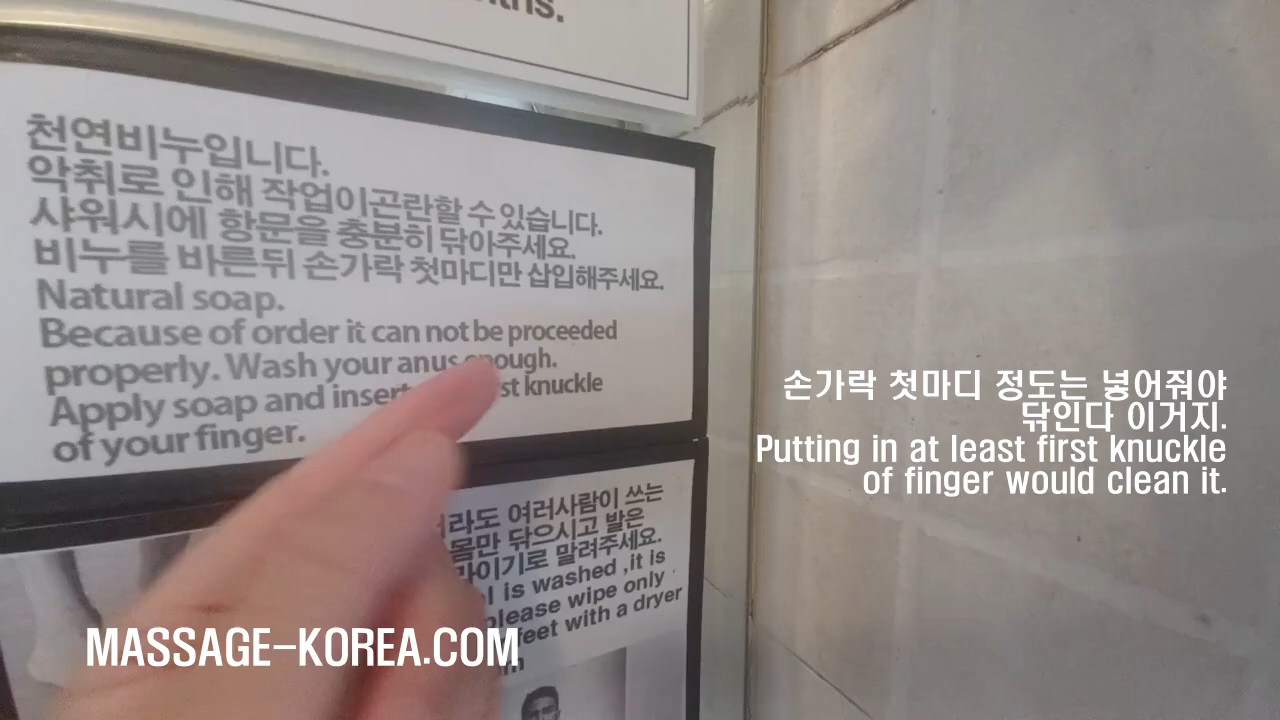 천연비누입니다.
악취로 인해 작업이곤란할 수 있습니다.
샤워시에 항문을 충분히 닦아주세요.
비누를 바른뒤 손가락 첫마디만 삽입해주세요.
Natural soap.
Because of order it can not be proceeded
properly. Wash your anus enough.
Apply soap and insert knuckle
of your finger.
손가락 첫마디 정도는 넣어줘야
닦인다 이거지.
Putting in at least first knuckle
of finger would clean it.
여러사람이 쓰는
몸만 닦으시고 발은
말려주세요.
is washed ,it is
please wipe only
feet with a dryer
MASSAGE-KOREA.COM